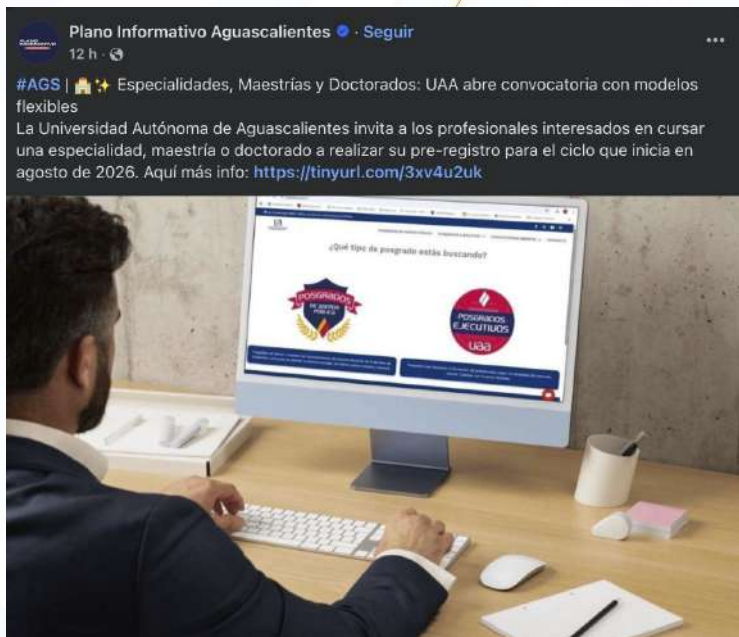 Plano Informativo Aguascalientes · Seguir
12 h ·
#AGS | 🏫✨ Especialidades, Maestrías y Doctorados: UAA abre convocatoria con modelos
flexibles
La Universidad Autónoma de Aguascalientes invita a los profesionales interesados en cursar
una especialidad, maestría o doctorado a realizar su pre-registro para el ciclo que inicia en
agosto de 2026. Aquí más info: https://tinyurl.com/3xv4u2uk
¿Qué tipo de posgrado estás buscando?
POSGRADOS
POSGRADOS
EJECUTIVOS
uaa